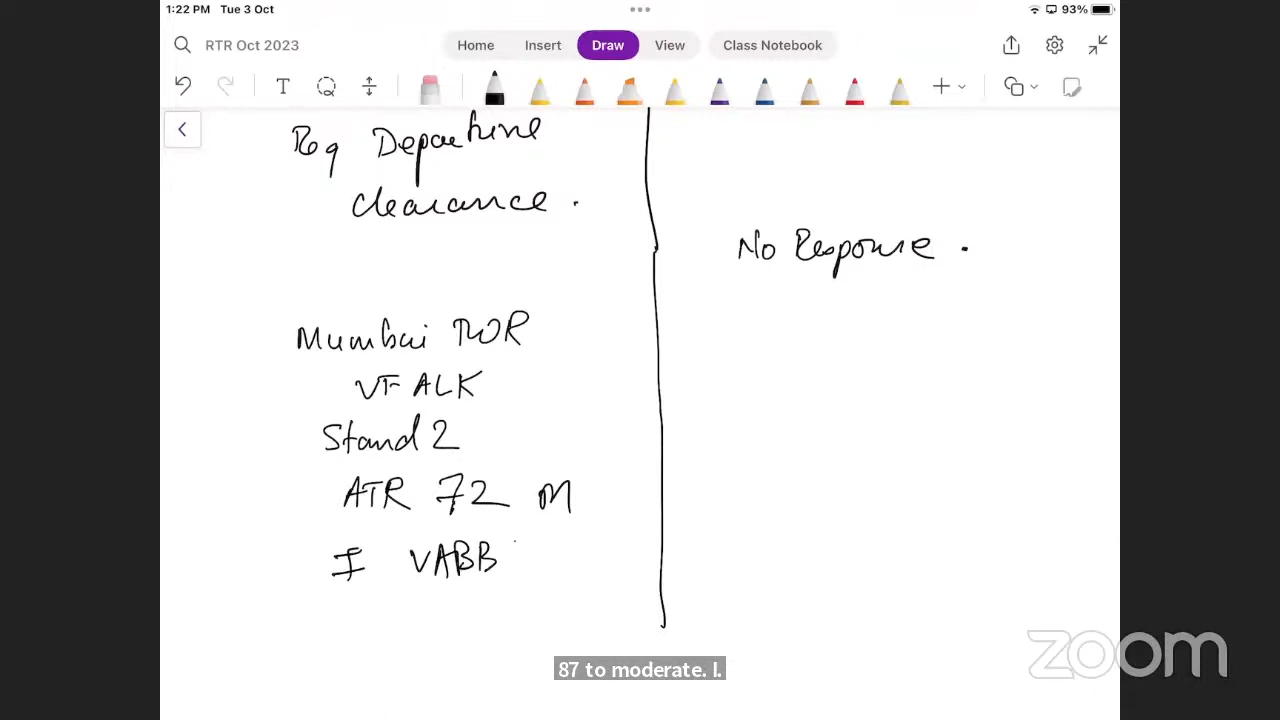 1:22 PM Tue 3 Oct
93%
RTR Oct 2023
Home Insert Draw View Class Notebook
Req Departure
clearance.
No Response.
Mumbai TWR
VT ALK
Stand 2
ATR 72 M
I VABB
zoom
87 to moderate. I.